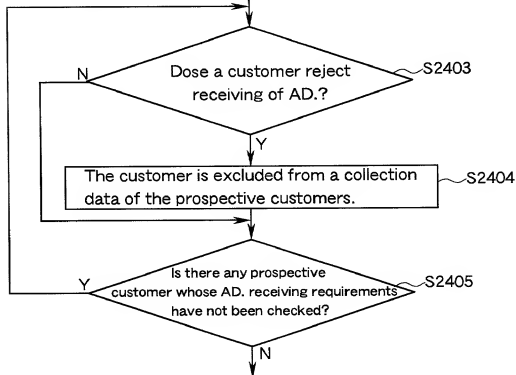 Dose a customer reject
receiving of AD.?
S2403
N
Y
The customer is excluded from a collection
data of the prospective customers.
S2404
Is there any prospective
customer whose AD. receiving requirements
have not been checked?
S2405
Y
N